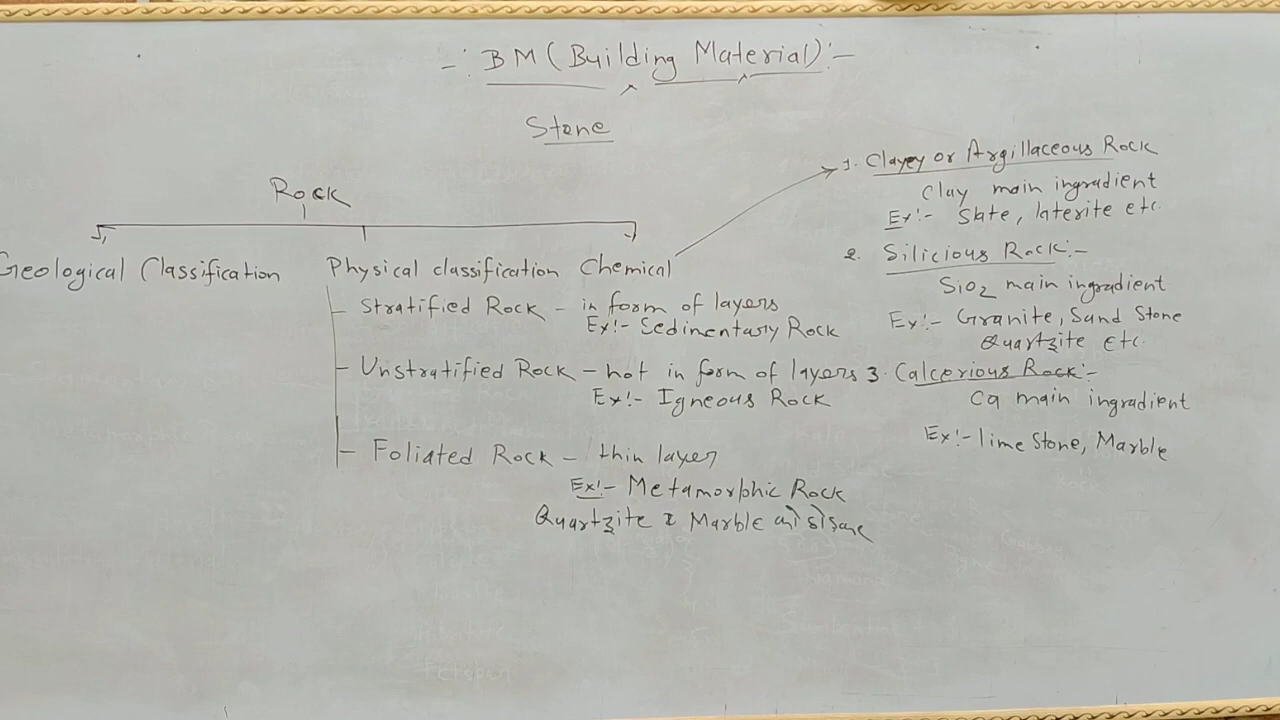 -: BM (Building Material) :-
Stone
Rock
Geological Classification
Physical classification
Chemical
Stratified Rock - in form of layers
Ex:- Sedimentary Rock
Unstratified Rock - not in form of layers
Ex:- Igneous Rock
Foliated Rock - thin layer
Ex:- Metamorphic Rock
Quartzite & Marble को छोड़कर
1. Clayey or Argillaceous Rock
Clay main ingradient
Ex:- Slate, laterite etc.
2. Silicious Rock:-
SiO2 main ingradient
Ex:- Granite, Sand Stone
Quartzite etc.
3. Calcerious Rock:-
Ca main ingradient
Ex:- lime Stone, Marble